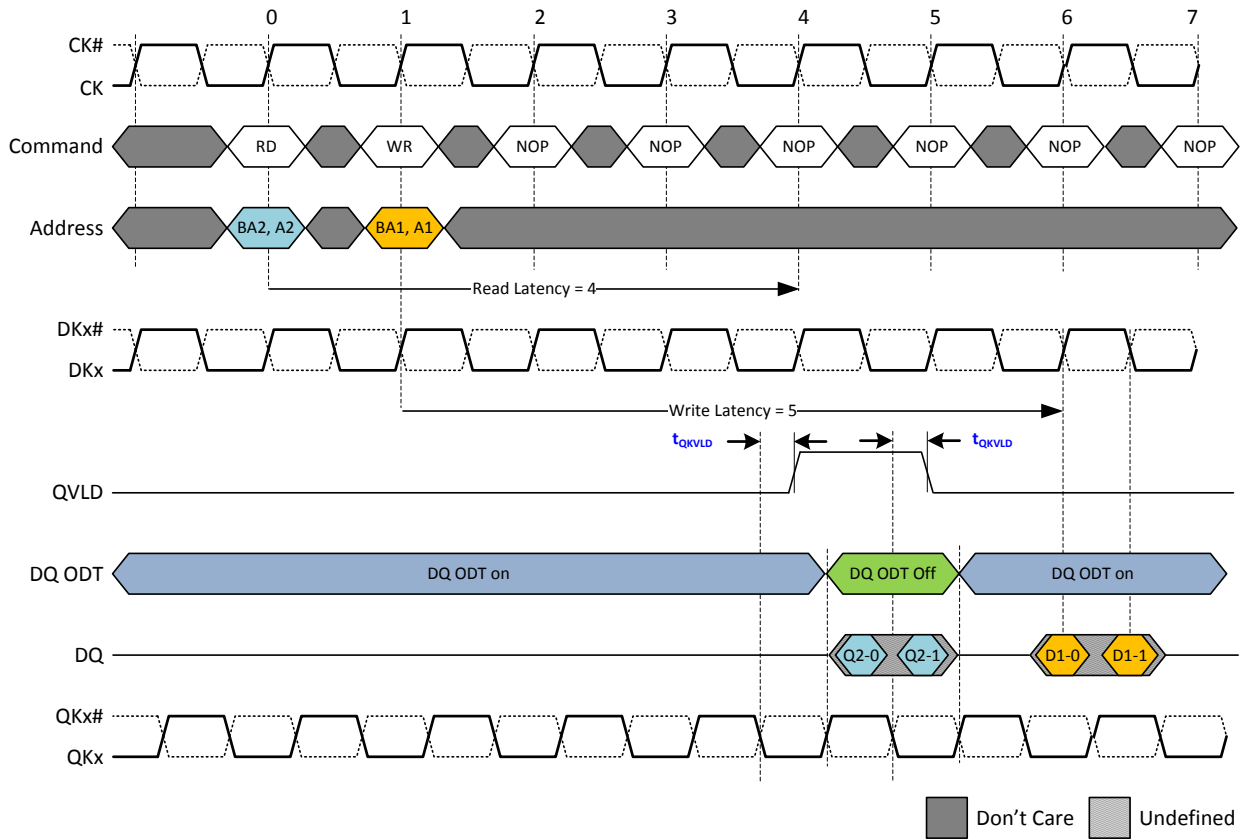 0 1 2 3 4 5 6 7
CK#
CK
Command RD WR NOP NOP NOP NOP NOP NOP
Address BA2, A2 BA1, A1
Read Latency = 4
DKx#
DKx
Write Latency = 5
tQKVLD tQKVLD
QVLD
DQ ODT DQ ODT on DQ ODT Off DQ ODT on
DQ Q2-0 Q2-1 D1-0 D1-1
QKx#
QKx
Don't Care Undefined